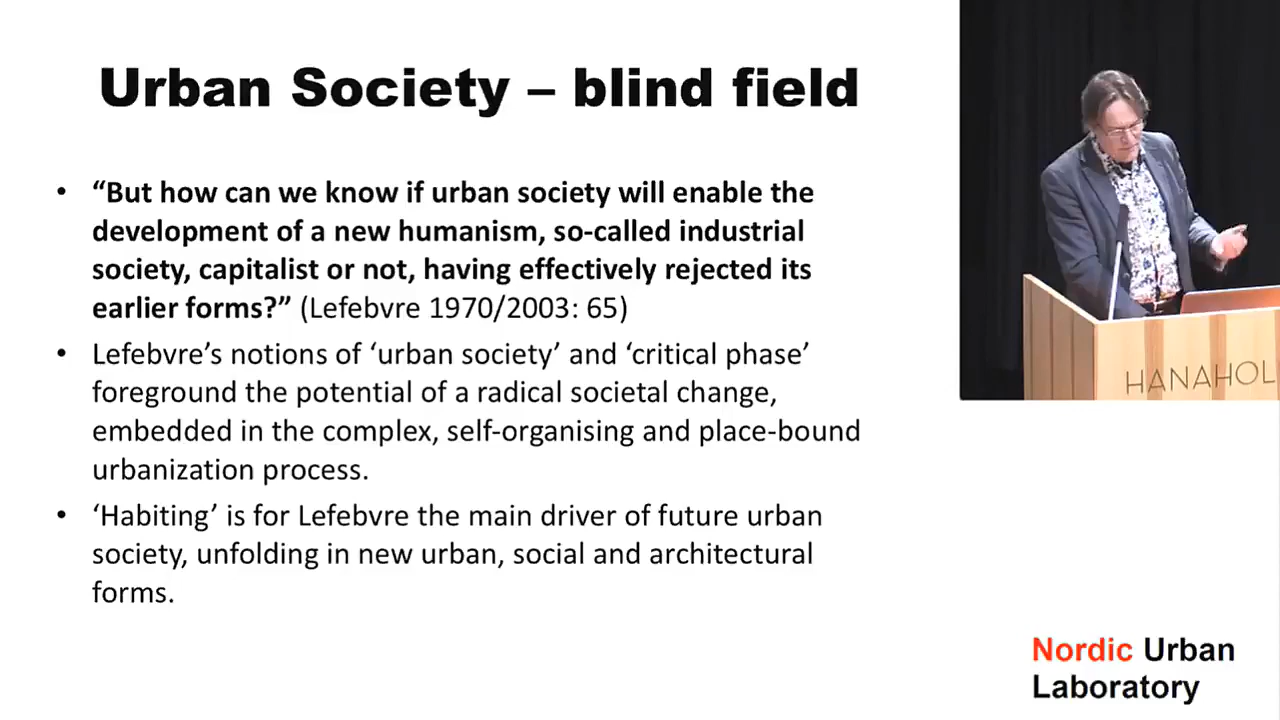 Urban Society – blind field
• “But how can we know if urban society will enable the
development of a new humanism, so-called industrial
society, capitalist or not, having effectively rejected its
earlier forms?” (Lefebvre 1970/2003: 65)
• Lefebvre’s notions of ‘urban society’ and ‘critical phase’
foreground the potential of a radical societal change,
embedded in the complex, self-organising and place-bound
urbanization process.
• ‘Habiting’ is for Lefebvre the main driver of future urban
society, unfolding in new urban, social and architectural
forms.
HANAHOL
Nordic Urban
Laboratory